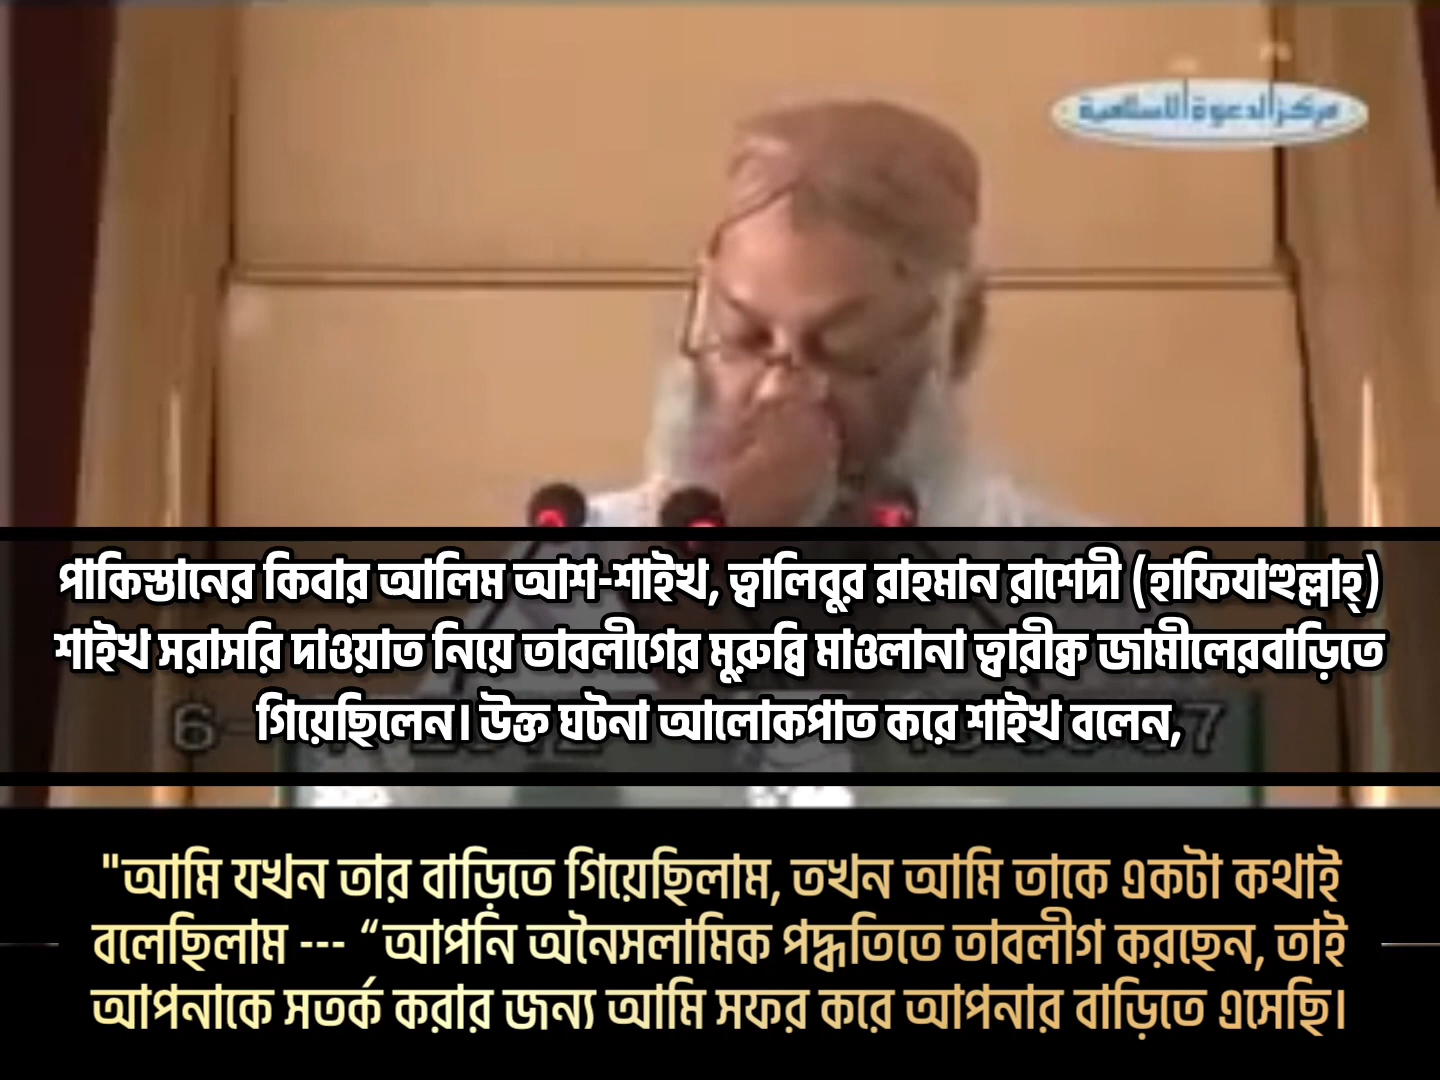 مركز الدعوة الإسلامية
পাকিস্তানের কিবার আলিম আশ-শাইখ, ত্বালিবুর রাহমান রাশেদী (হাফিযাহুল্লাহ্)
শাইখ সরাসরি দাওয়াত নিয়ে তাবলীগের মুরুব্বি মাওলানা ত্বারীক্ব জামীলেরবাড়িতে
গিয়েছিলেন। উক্ত ঘটনা আলোকপাত করে শাইখ বলেন,
"আমি যখন তার বাড়িতে গিয়েছিলাম, তখন আমি তাকে একটা কথাই
বলেছিলাম --- “আপনি অনৈসলামিক পদ্ধতিতে তাবলীগ করছেন, তাই
আপনাকে সতর্ক করার জন্য আমি সফর করে আপনার বাড়িতে এসেছি।